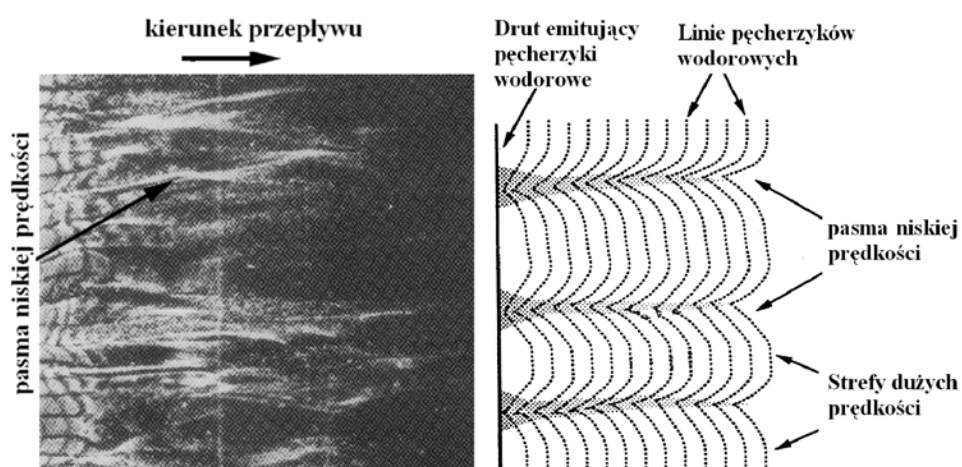 kierunek przepływu
pasma niskiej prędkości
Drut emitujący
pęcherzyki
wodorowe
Linie pęcherzyków
wodorowych
pasma niskiej
prędkości
Strefy dużych
prędkości